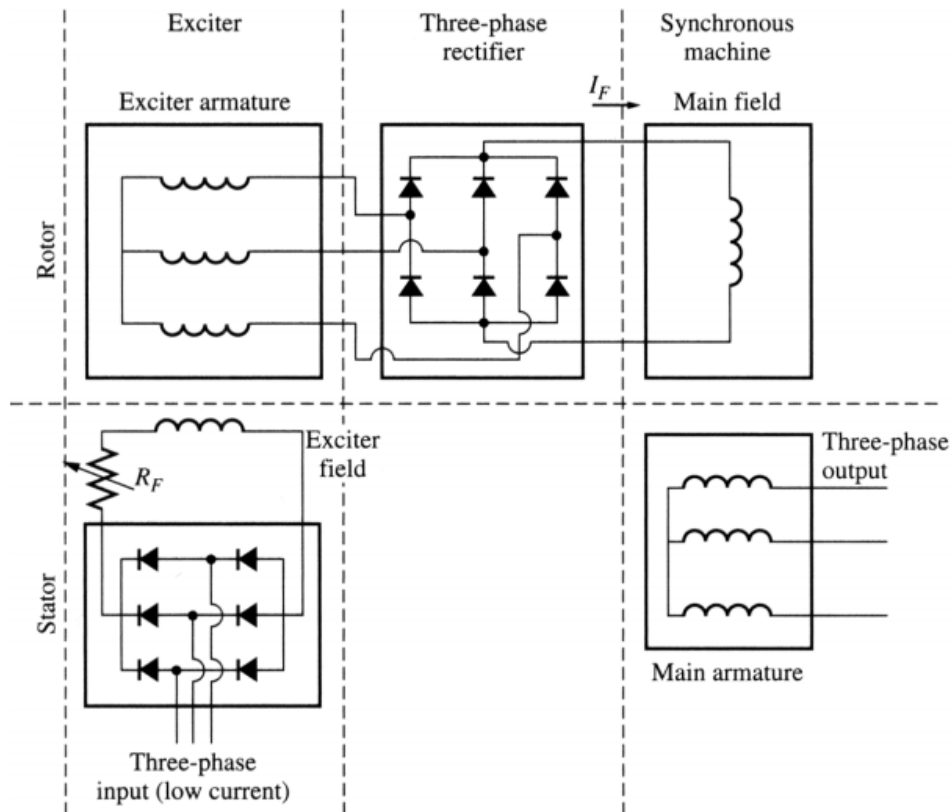 Exciter
Three-phase
rectifier
Synchronous
machine
Exciter armature
I_F
Main field
Rotor
Exciter
field
R_F
Three-phase
output
Stator
Main armature
Three-phase
input (low current)